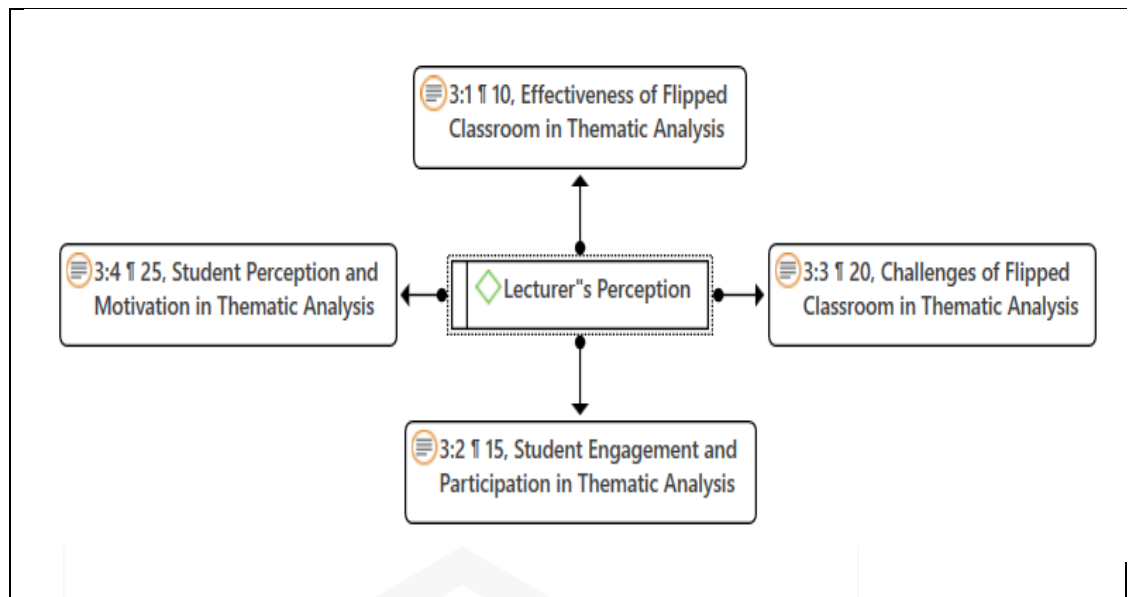 3:1 ¶ 10, Effectiveness of Flipped
Classroom in Thematic Analysis
3:4 ¶ 25, Student Perception and
Motivation in Thematic Analysis
Lecturer"s Perception
3:3 ¶ 20, Challenges of Flipped
Classroom in Thematic Analysis
3:2 ¶ 15, Student Engagement and
Participation in Thematic Analysis